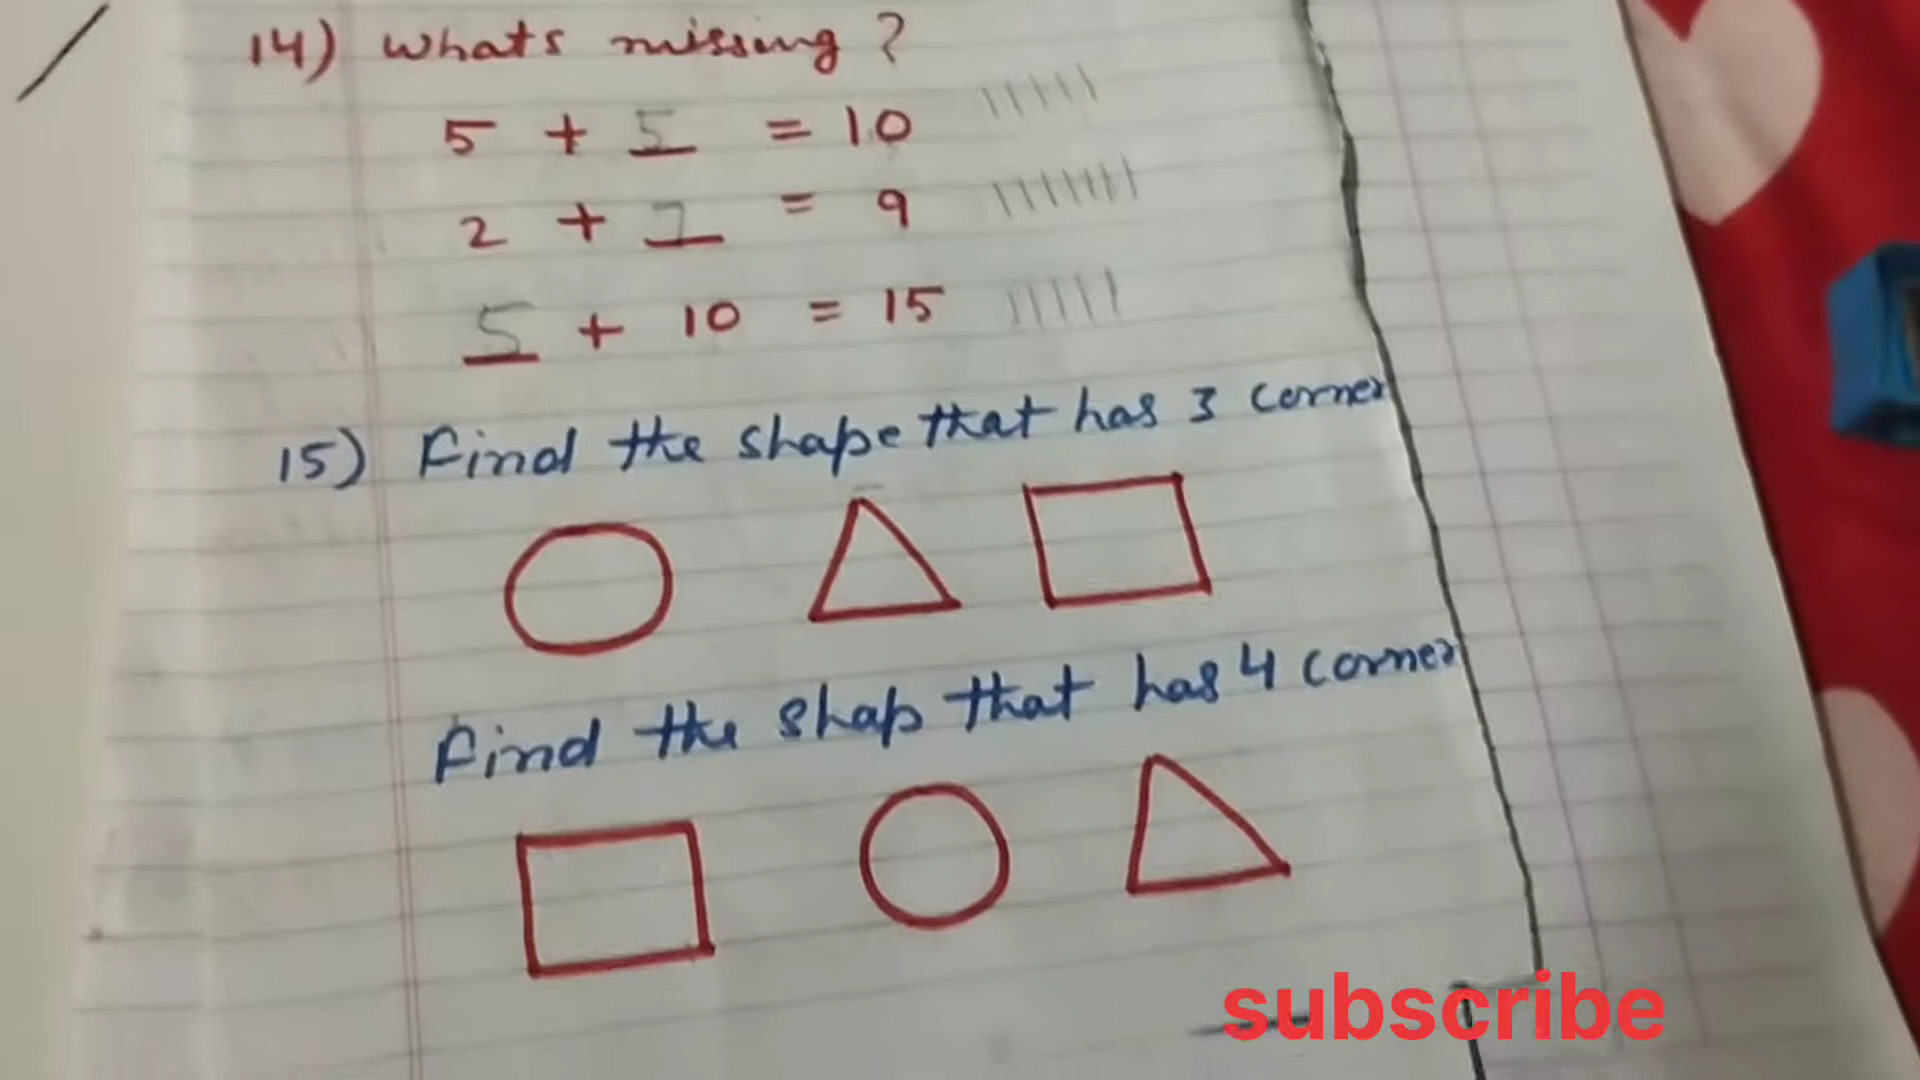 14) whats missing ?
5 + 5 = 10
2 + 7 = 9
5 + 10 = 15
15) Find the shape that has 3 corner
Find the shap that has 4 corner
subscribe